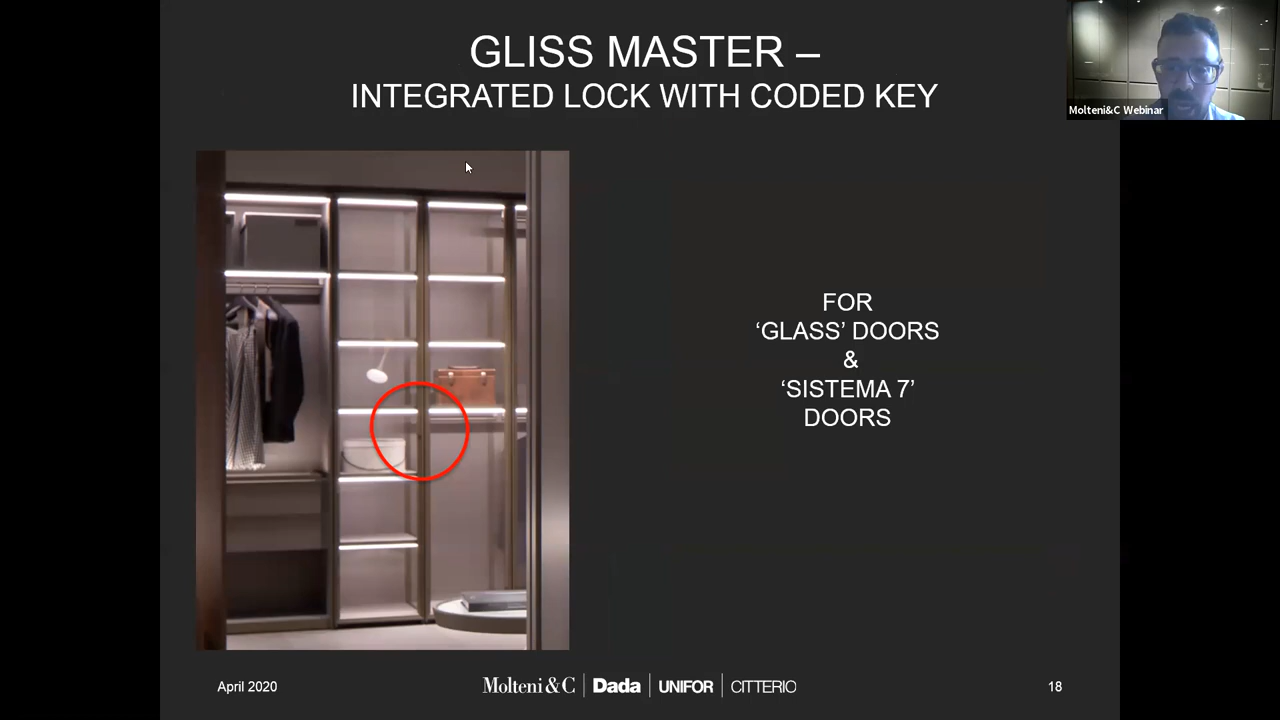 GLISS MASTER –
INTEGRATED LOCK WITH CODED KEY
Molteni&C Webinar
FOR
‘GLASS’ DOORS
&
‘SISTEMA 7’
DOORS
April 2020
Molteni&C | Dada | UNIFOR | CITTERIO
18